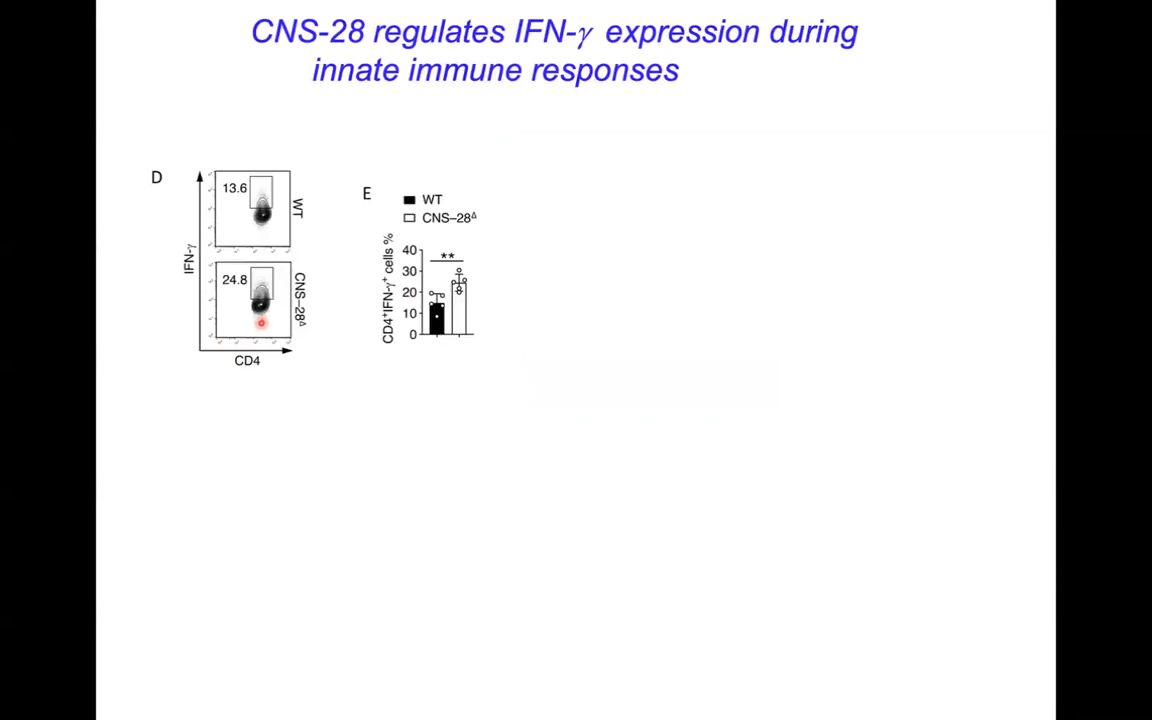 CNS-28 regulates IFN-γ expression during
innate immune responses
D
IFN-γ
13.6
WT
24.8
CNS–28Δ
CD4
E
WT
CNS–28Δ
CD4⁺IFN-γ⁺ cells %
**
40
30
20
10
0